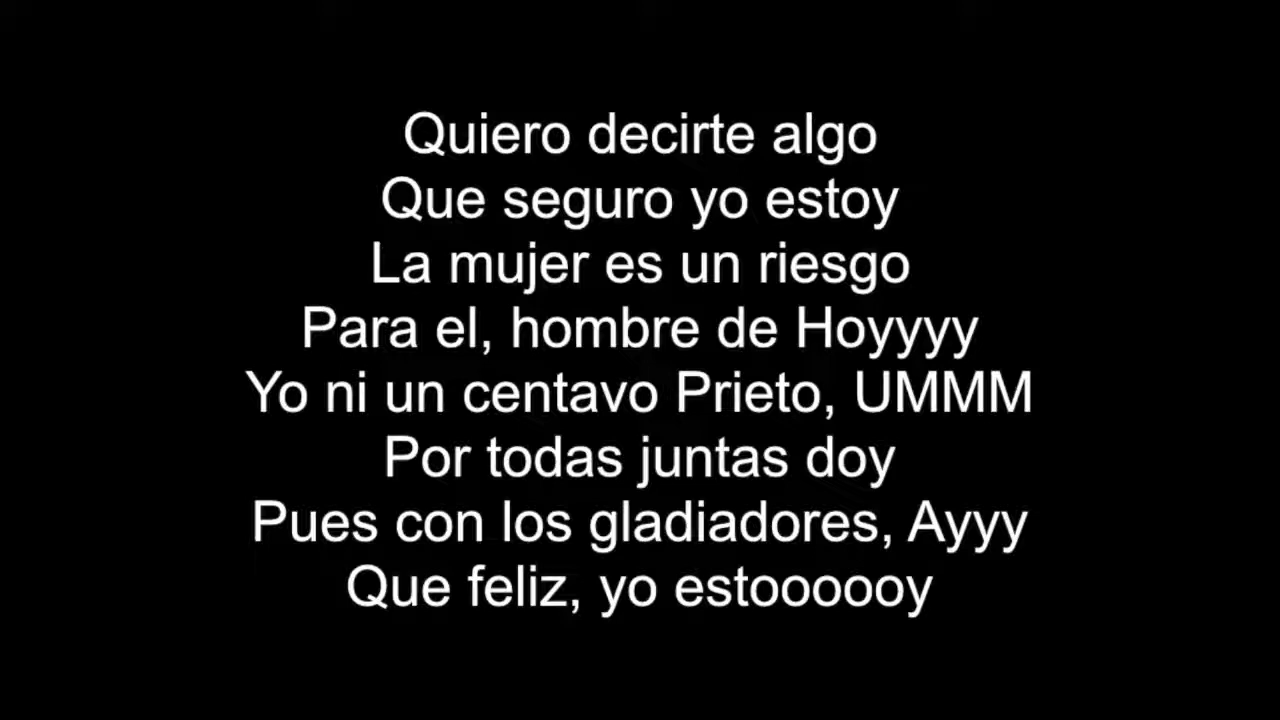 Quiero decirte algo
Que seguro yo estoy
La mujer es un riesgo
Para el, hombre de Hoyyyy
Yo ni un centavo Prieto, UMMM
Por todas juntas doy
Pues con los gladiadores, Ayyy
Que feliz, yo estoooooy